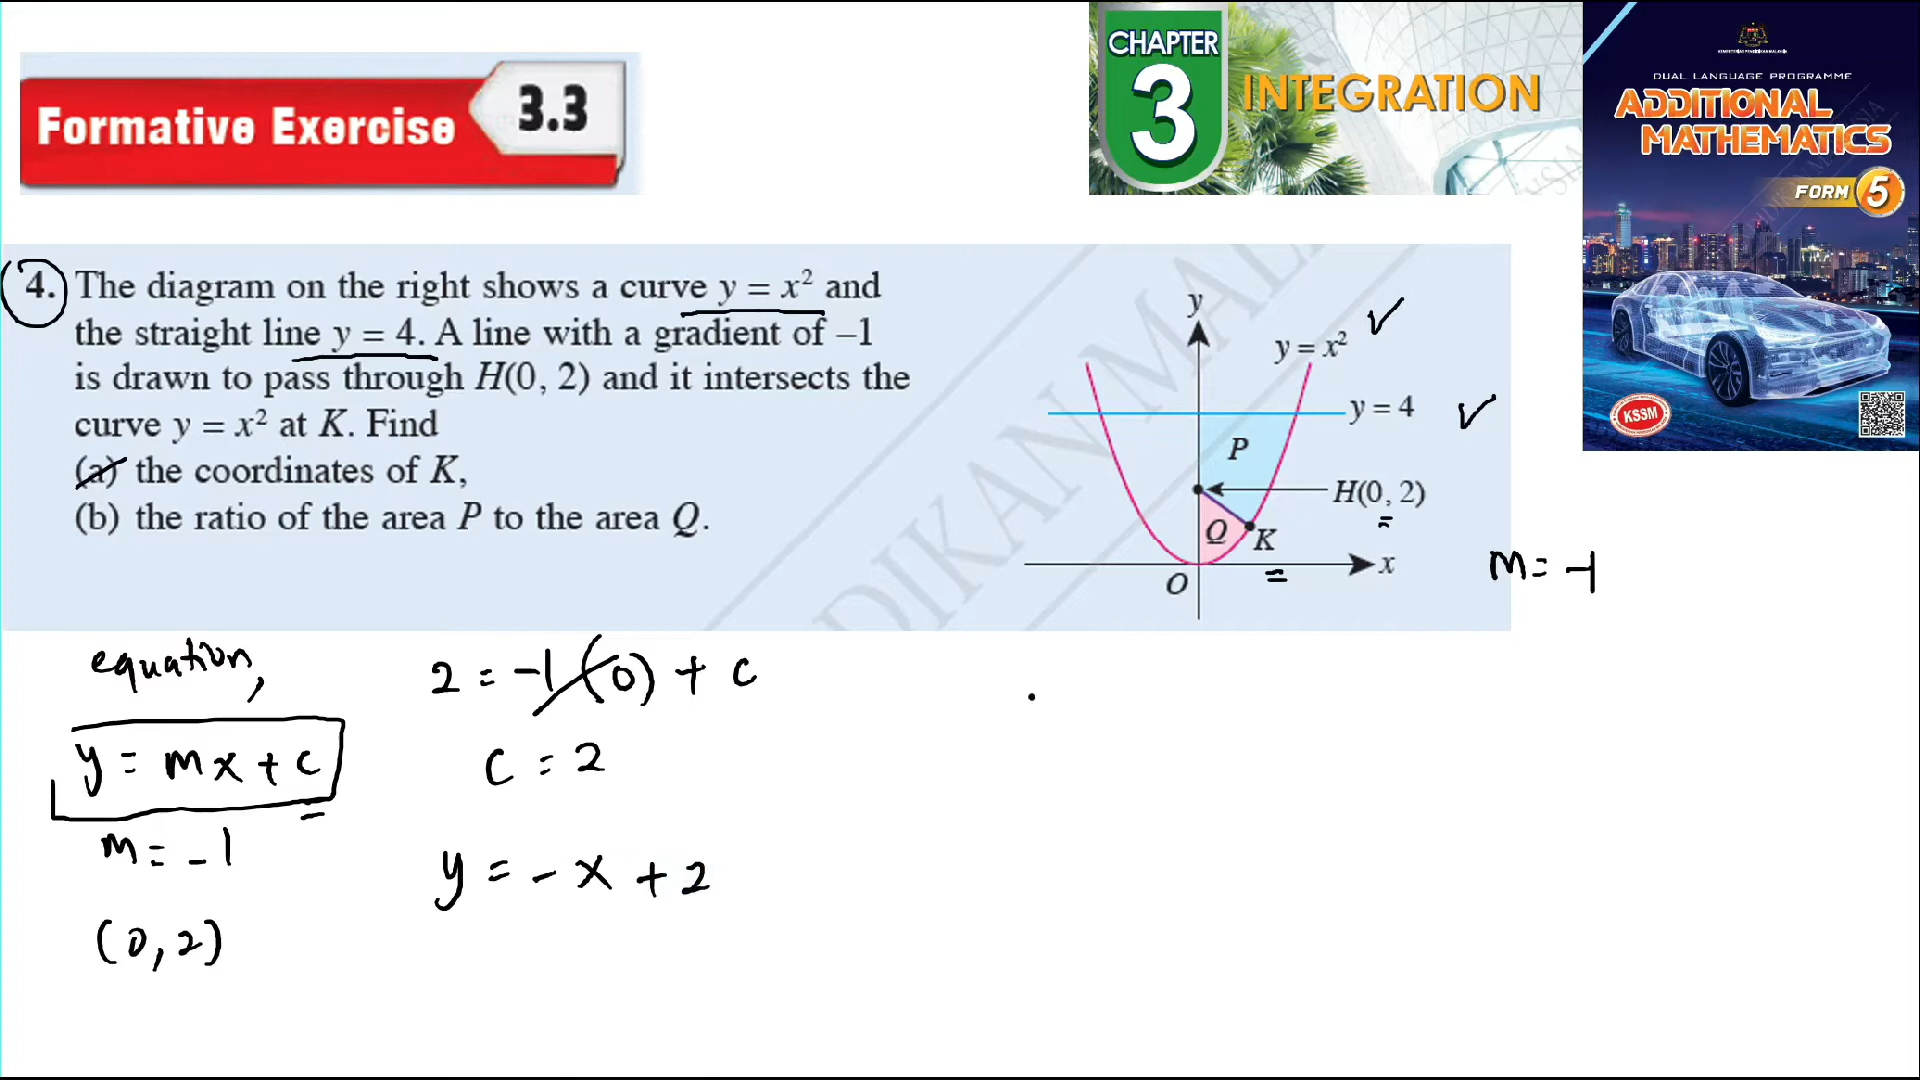 Formative Exercise 3.3
CHAPTER
3
INTEGRATION
DUAL LANGUAGE PROGRAMME
ADDITIONAL
MATHEMATICS
FORM 5
KSSM
4. The diagram on the right shows a curve y = x² and
the straight line y = 4. A line with a gradient of –1
is drawn to pass through H(0, 2) and it intersects the
curve y = x² at K. Find
(a) the coordinates of K,
(b) the ratio of the area P to the area Q.
y
y = x²
y = 4
P
H(0, 2)
Q
K
O
x
DIKAN MALA
m = -1
equation,
y = mx + c
m = -1
(0, 2)
2 = -1(0) + c
c = 2
y = -x + 2